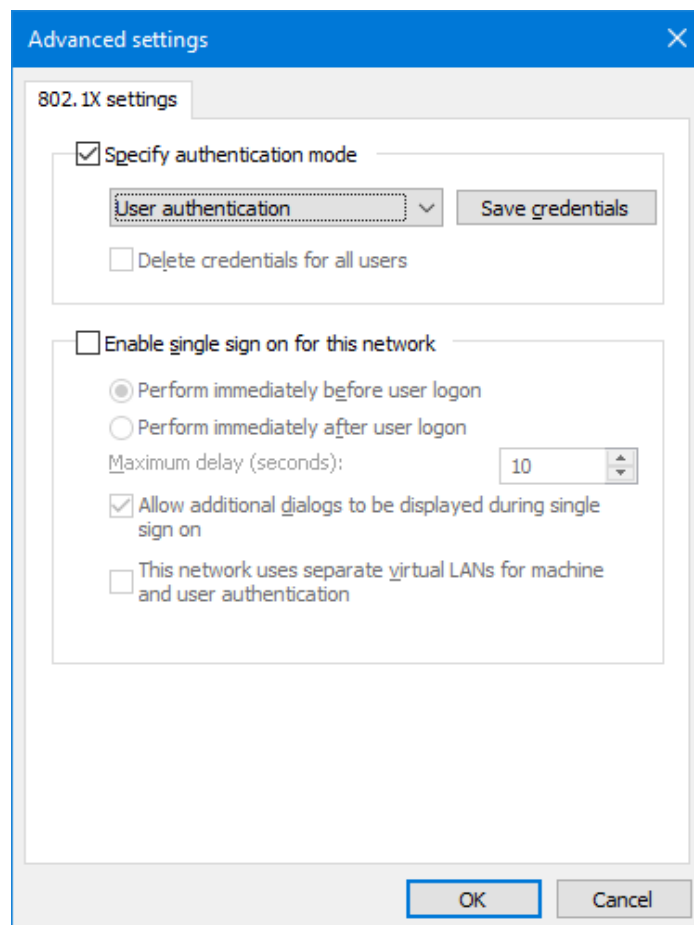 Advanced settings
802.1X settings
Specify authentication mode
User authentication
Save credentials
Delete credentials for all users
Enable single sign on for this network
Perform immediately before user logon
Perform immediately after user logon
Maximum delay (seconds):
10
Allow additional dialogs to be displayed during single
sign on
This network uses separate virtual LANs for machine
and user authentication
OK
Cancel